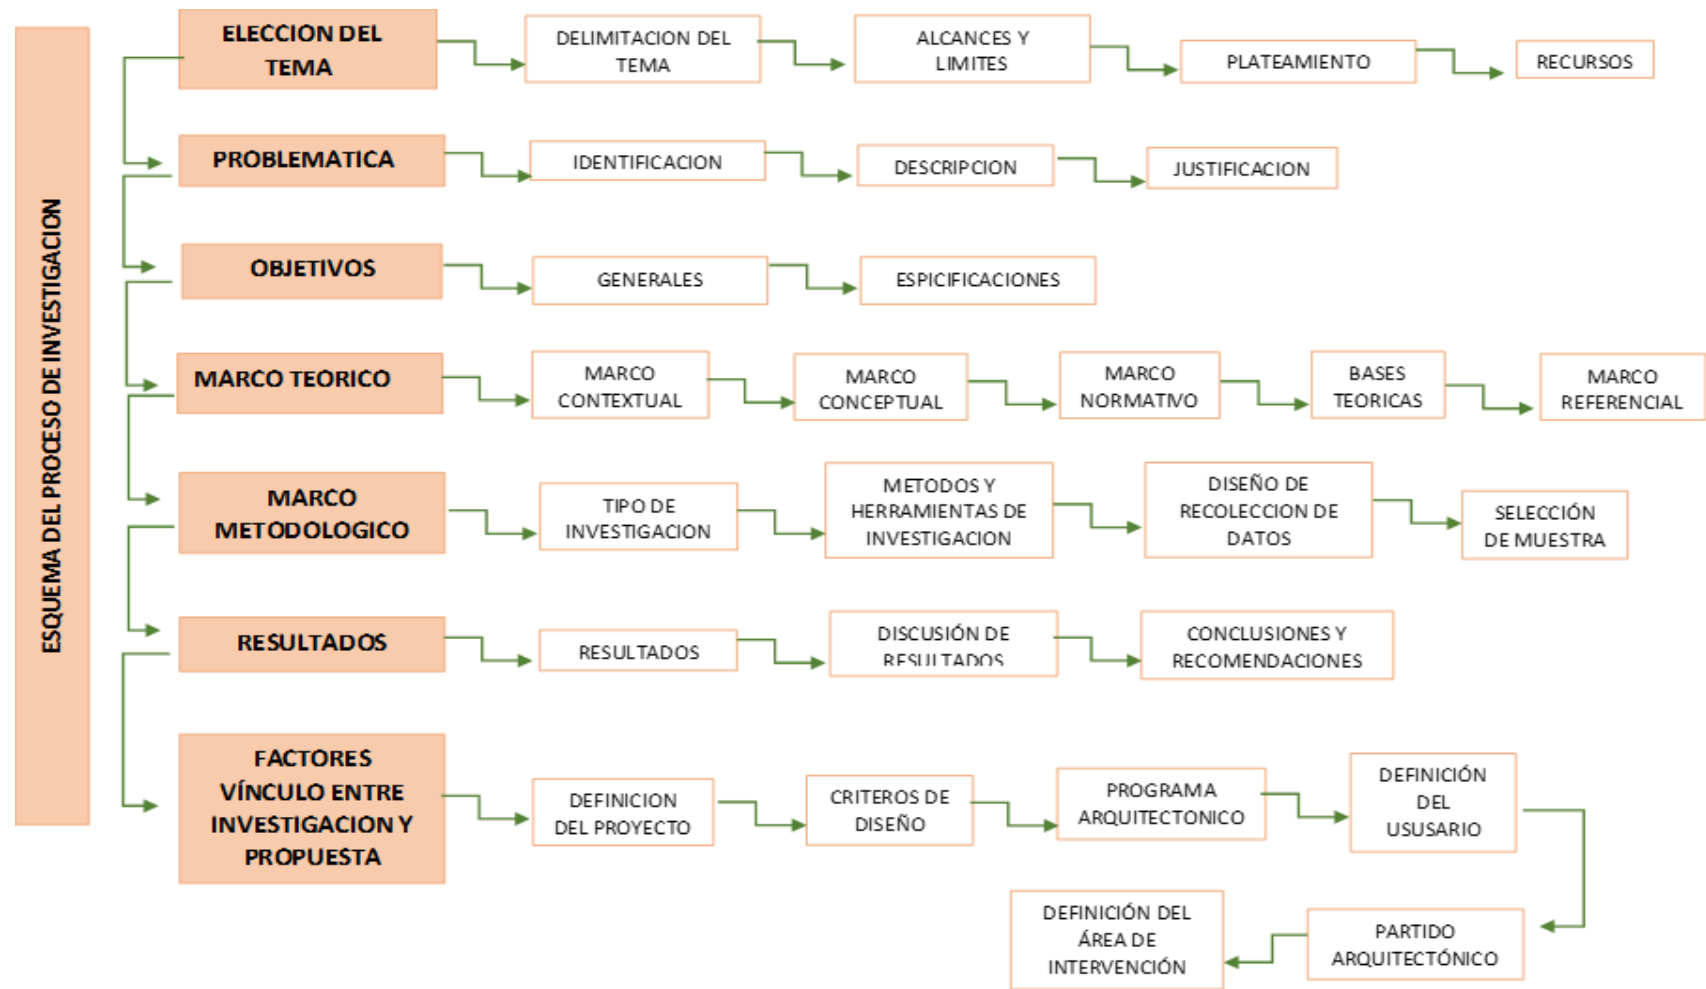 ESQUEMA DEL PROCESO DE INVESTIGACION
ELECCION DEL
TEMA
DELIMITACION DEL
TEMA
ALCANCES Y
LIMITES
PLATEAMIENTO
RECURSOS
PROBLEMATICA
IDENTIFICACION
DESCRIPCION
JUSTIFICACION
OBJETIVOS
GENERALES
ESPICIFICACIONES
MARCO TEORICO
MARCO
CONTEXTUAL
MARCO
CONCEPTUAL
MARCO
NORMATIVO
BASES
TEORICAS
MARCO
REFERENCIAL
MARCO
METODOLOGICO
TIPO DE
INVESTIGACION
METODOS Y
HERRAMIENTAS DE
INVESTIGACION
DISEÑO DE
RECOLECCION DE
DATOS
SELECCIÓN
DE MUESTRA
RESULTADOS
RESULTADOS
DISCUSIÓN DE
RESULTADOS
CONCLUSIONES Y
RECOMENDACIONES
FACTORES
VÍNCULO ENTRE
INVESTIGACION Y
PROPUESTA
DEFINICION
DEL PROYECTO
CRITEROS DE
DISEÑO
PROGRAMA
ARQUITECTONICO
DEFINICIÓN
DEL
USUSARIO
PARTIDO
ARQUITECTÓNICO
DEFINICIÓN DEL
ÁREA DE
INTERVENCIÓN